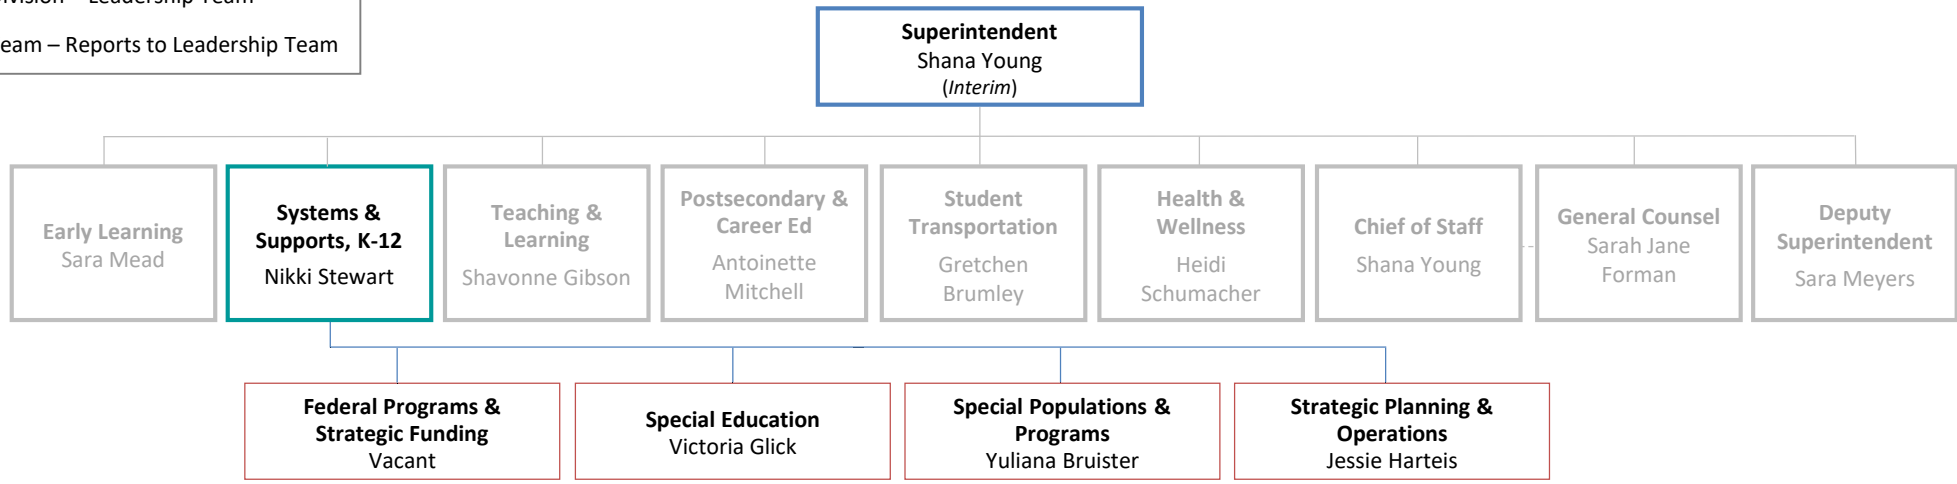 – Leadership Team
– Reports to Leadership Team
Superintendent
Shana Young
(Interim)
Early Learning
Sara Mead
Systems &
Supports, K-12
Nikki Stewart
Teaching &
Learning
Shavonne Gibson
Postsecondary &
Career Ed
Antoinette
Mitchell
Student
Transportation
Gretchen
Brumley
Health &
Wellness
Heidi
Schumacher
Chief of Staff
Shana Young
General Counsel
Sarah Jane
Forman
Deputy
Superintendent
Sara Meyers
Federal Programs &
Strategic Funding
Vacant
Special Education
Victoria Glick
Special Populations &
Programs
Yuliana Bruister
Strategic Planning &
Operations
Jessie Harteis